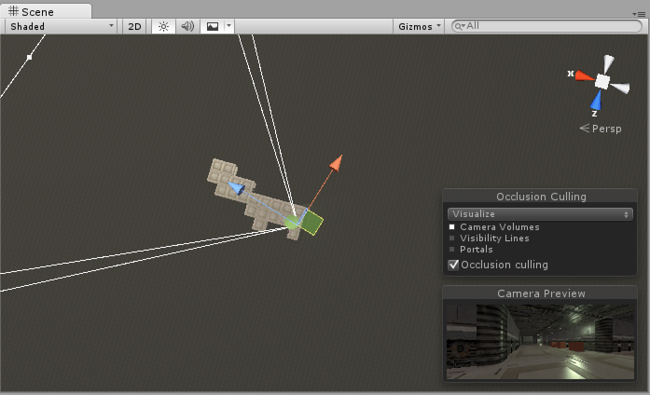 Scene
Shaded 2D Gizmos All
x
z
Persp
Occlusion Culling
Visualize
Camera Volumes
Visibility Lines
Portals
Occlusion culling
Camera Preview